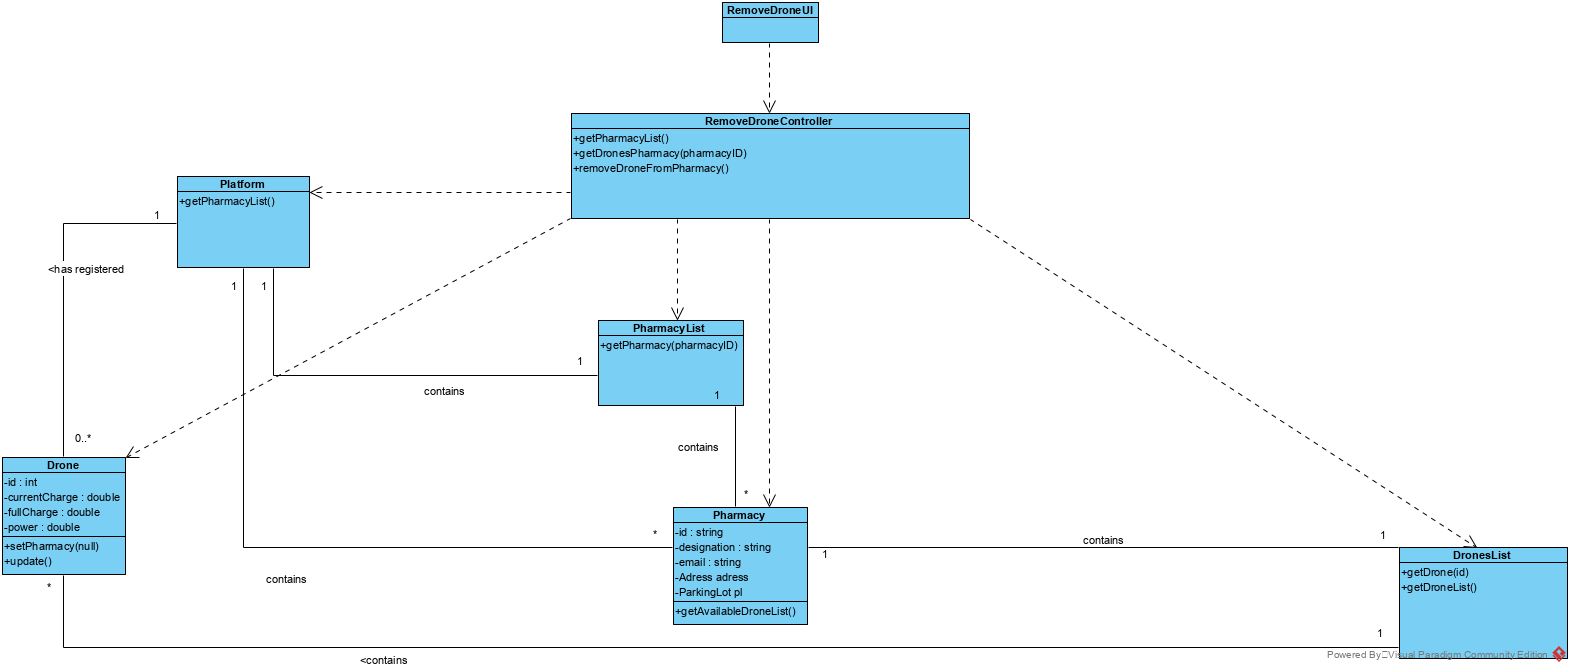 RemoveDroneUI
RemoveDroneController
+getPharmacyList()
+getDronesPharmacy(pharmacyID)
+removeDroneFromPharmacy()
Platform
+getPharmacyList()
1
<has registered
1
1
PharmacyList
+getPharmacy(pharmacyID)
1
1
contains
0..*
contains
Drone
-id : int
-currentCharge : double
-fullCharge : double
-power : double
+setPharmacy(null)
+update()
*
*
Pharmacy
-id : string
-designation : string
-email : string
-Adress adress
-ParkingLot pl
+getAvailableDroneList()
*
contains
1
contains
1
DronesList
+getDrone(id)
+getDroneList()
1
<contains
Powered By Visual Paradigm Community Edition